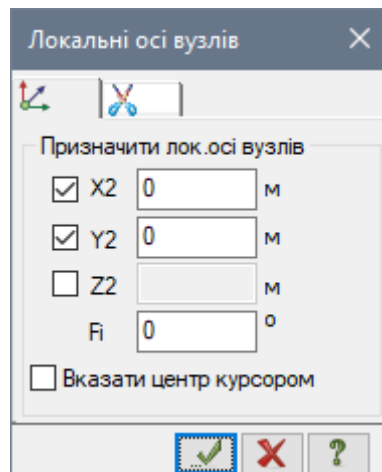 Локальні осі вузлів
Призначити лок.осі вузлів
X2 0 м
Y2 0 м
Z2 м
Fi 0 °
Вказати центр курсором
?